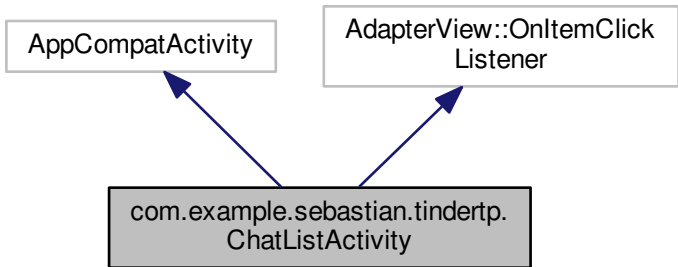 AppCompatActivity
AdapterView::OnItemClick
Listener
com.example.sebastian.tindertp.
ChatListActivity